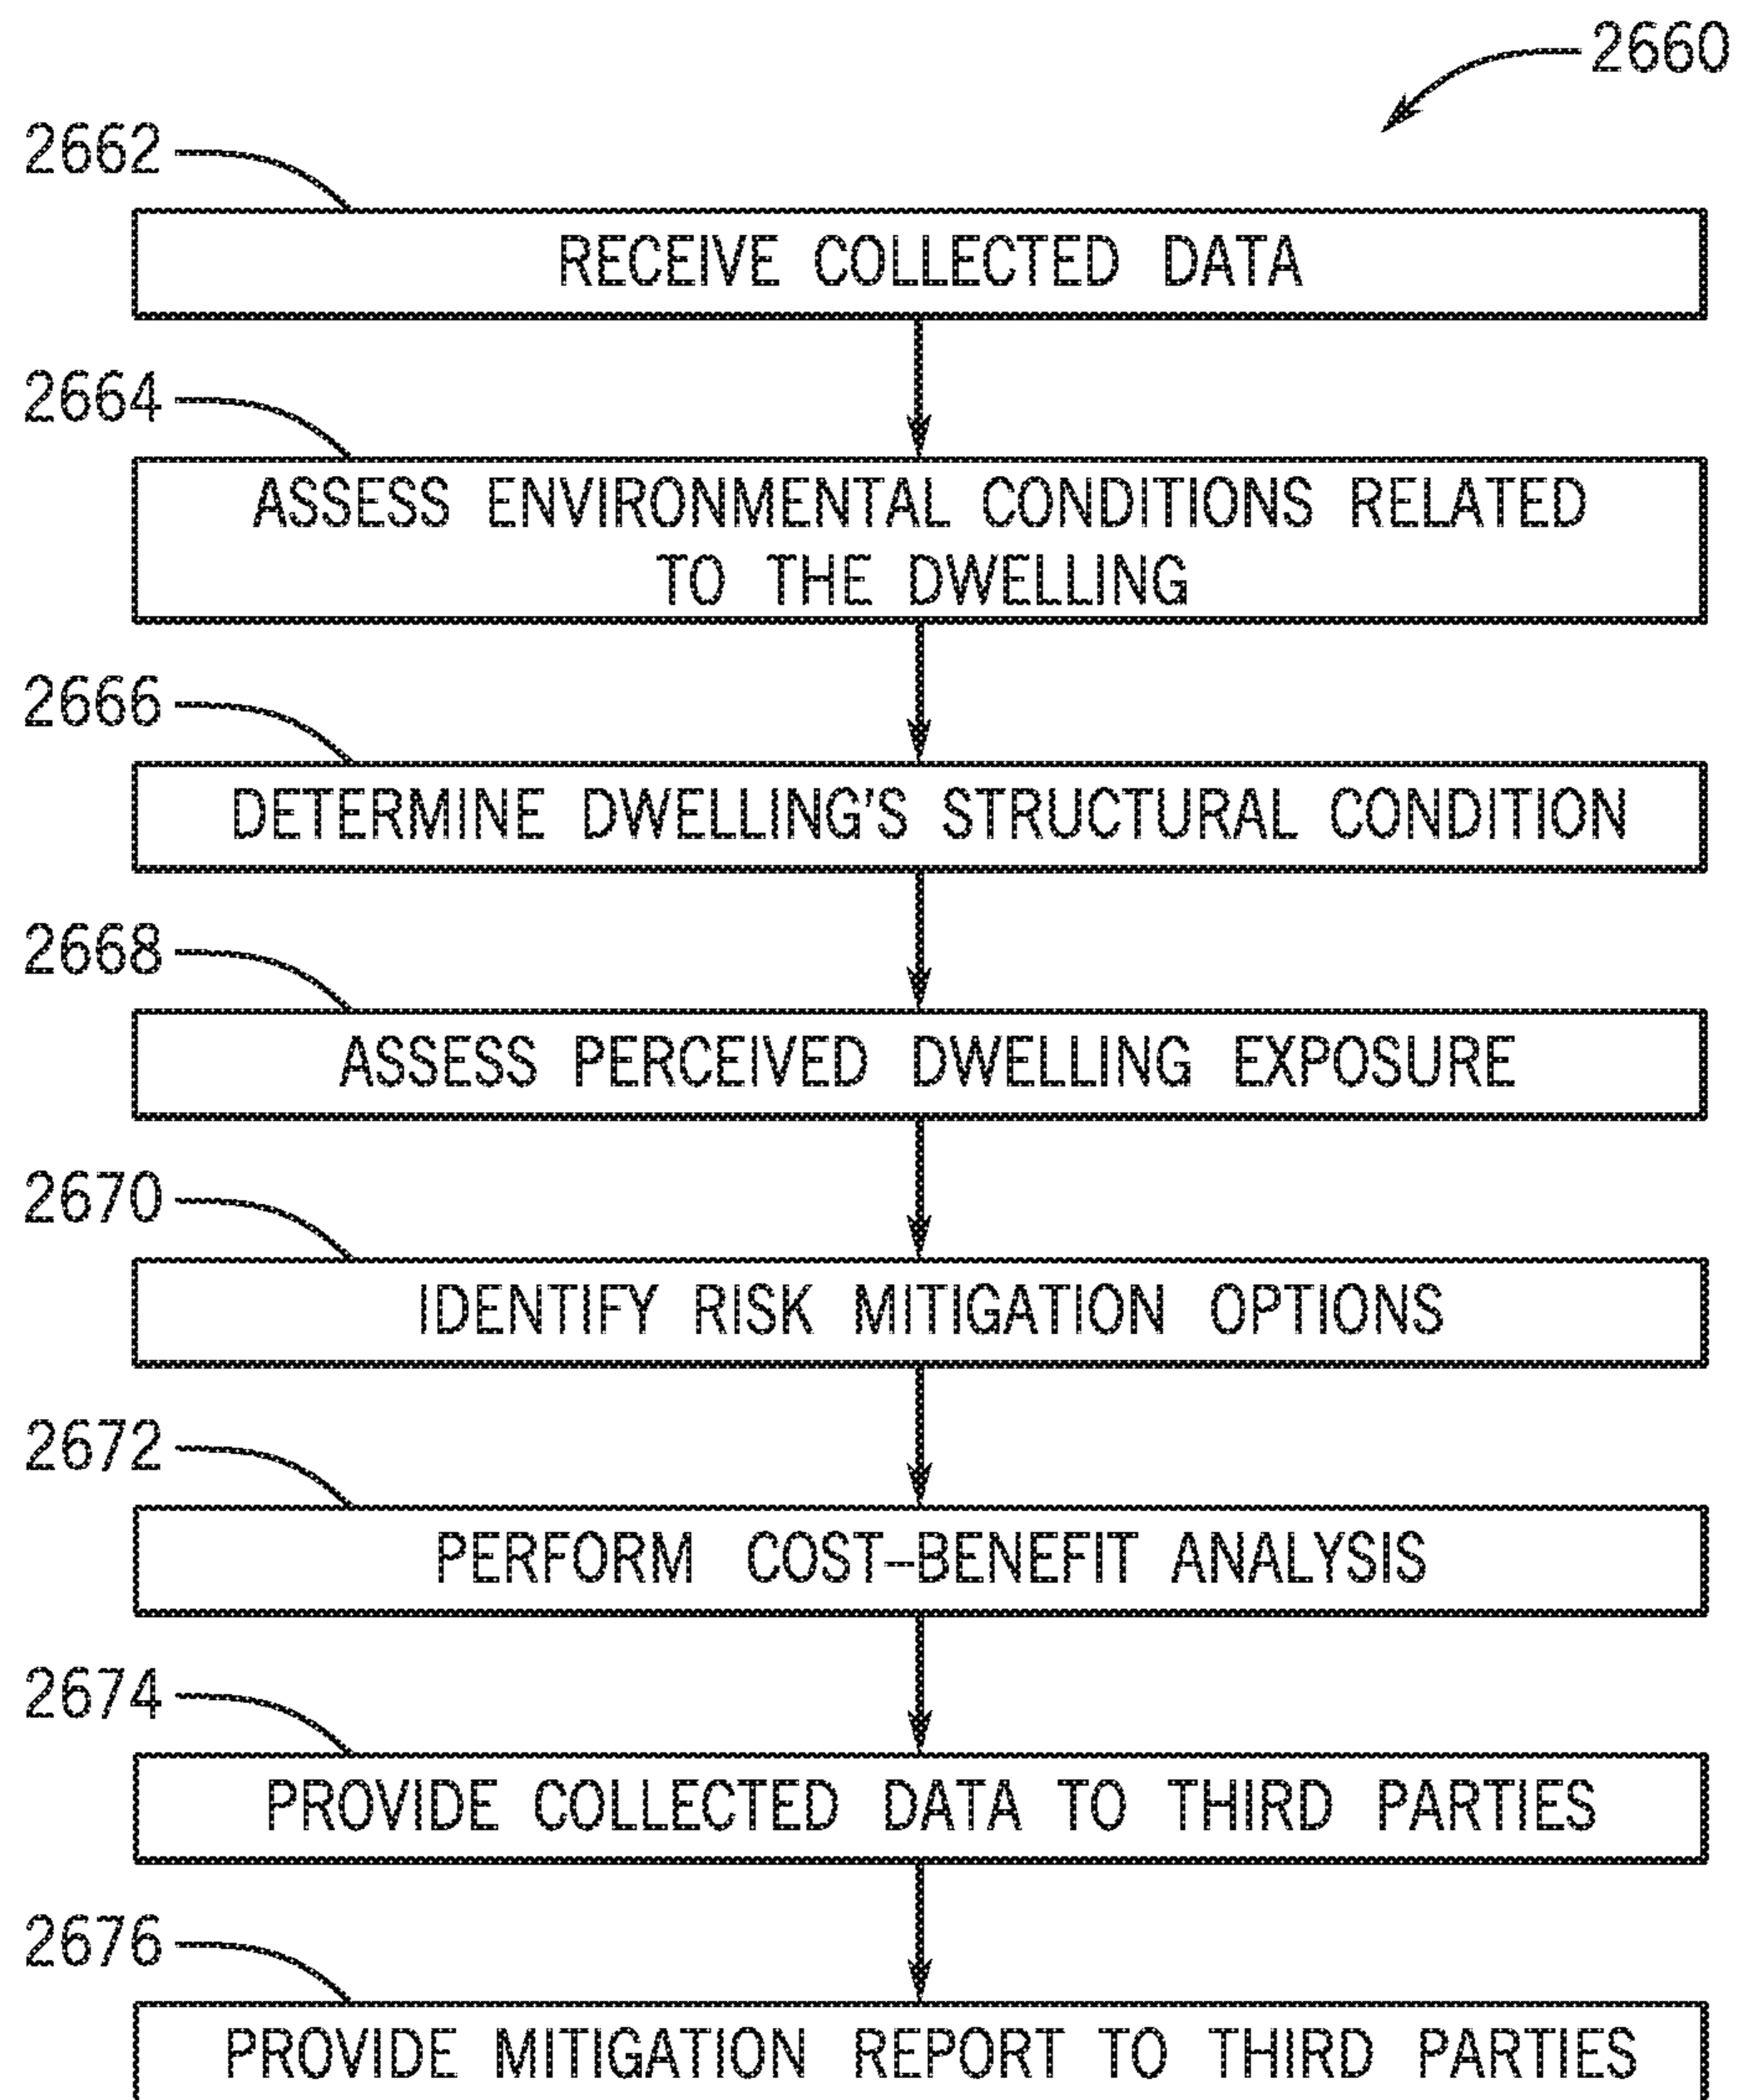 2660
2662
RECEIVE COLLECTED DATA
2664
ASSESS ENVIRONMENTAL CONDITIONS RELATED
TO THE DWELLING
2666
DETERMINE DWELLING'S STRUCTURAL CONDITION
2668
ASSESS PERCEIVED DWELLING EXPOSURE
2670
IDENTIFY RISK MITIGATION OPTIONS
2672
PERFORM COST–BENEFIT ANALYSIS
2674
PROVIDE COLLECTED DATA TO THIRD PARTIES
2676
PROVIDE MITIGATION REPORT TO THIRD PARTIES